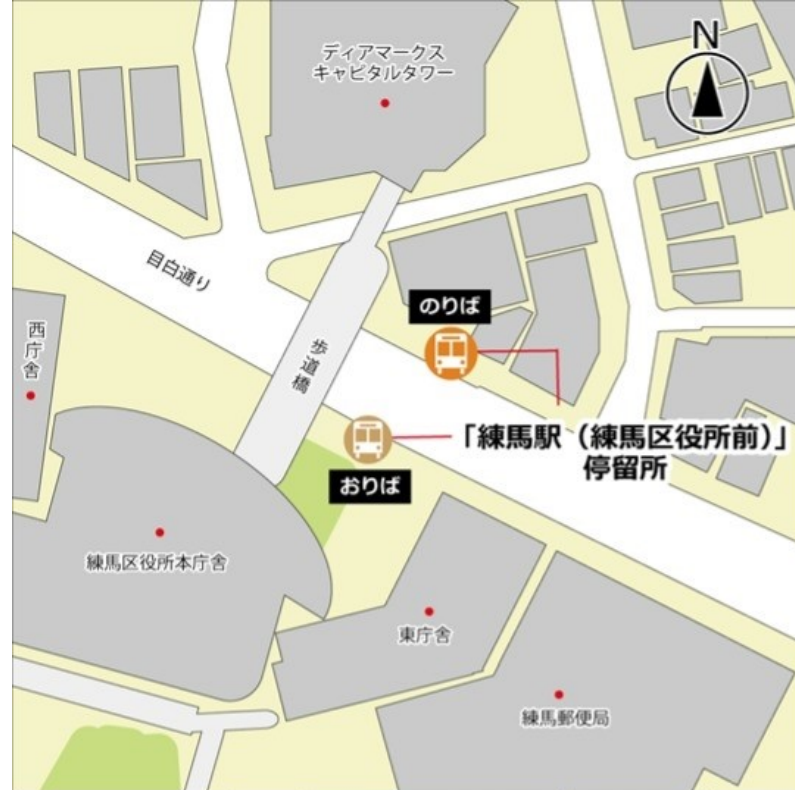 ディアマークス
キャピタルタワー
N
目白通り
のりば
西庁舎
歩道橋
「練馬駅（練馬区役所前）」
停留所
おりば
練馬区役所本庁舎
東庁舎
練馬郵便局